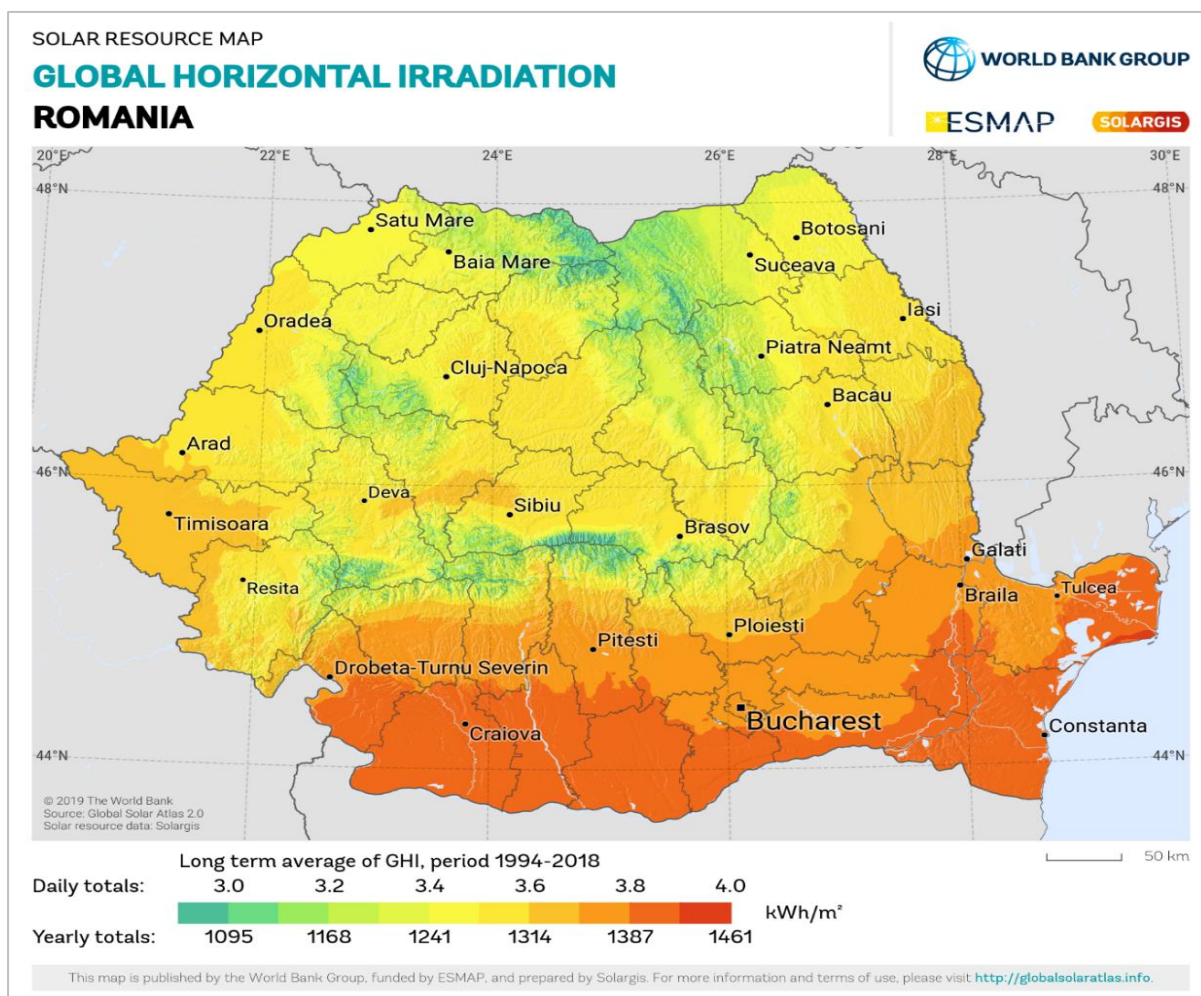 SOLAR RESOURCE MAP
GLOBAL HORIZONTAL IRRADIATION
ROMANIA
WORLD BANK GROUP
ESMAP
SOLARGIS
20°E 22°E 24°E 26°E 28°E 30°E
48°N 48°N
Satu Mare
Botosani
Baia Mare
Suceava
Iasi
Oradea
Piatra Neamt
Cluj-Napoca
Bacau
Arad
46°N 46°N
Deva
Sibiu
Timisoara
Brasov
Galati
Resita
Braila
Tulcea
Ploiesti
Pitesti
Drobeta-Turnu Severin
Bucharest
Craiova
Constanta
44°N 44°N
© 2019 The World Bank
Source: Global Solar Atlas 2.0
Solar resource data: Solargis
Long term average of GHI, period 1994-2018
50 km
Daily totals: 3.0 3.2 3.4 3.6 3.8 4.0
kWh/m²
Yearly totals: 1095 1168 1241 1314 1387 1461
This map is published by the World Bank Group, funded by ESMAP, and prepared by Solargis. For more information and terms of use, please visit http://globalsolaratlas.info.